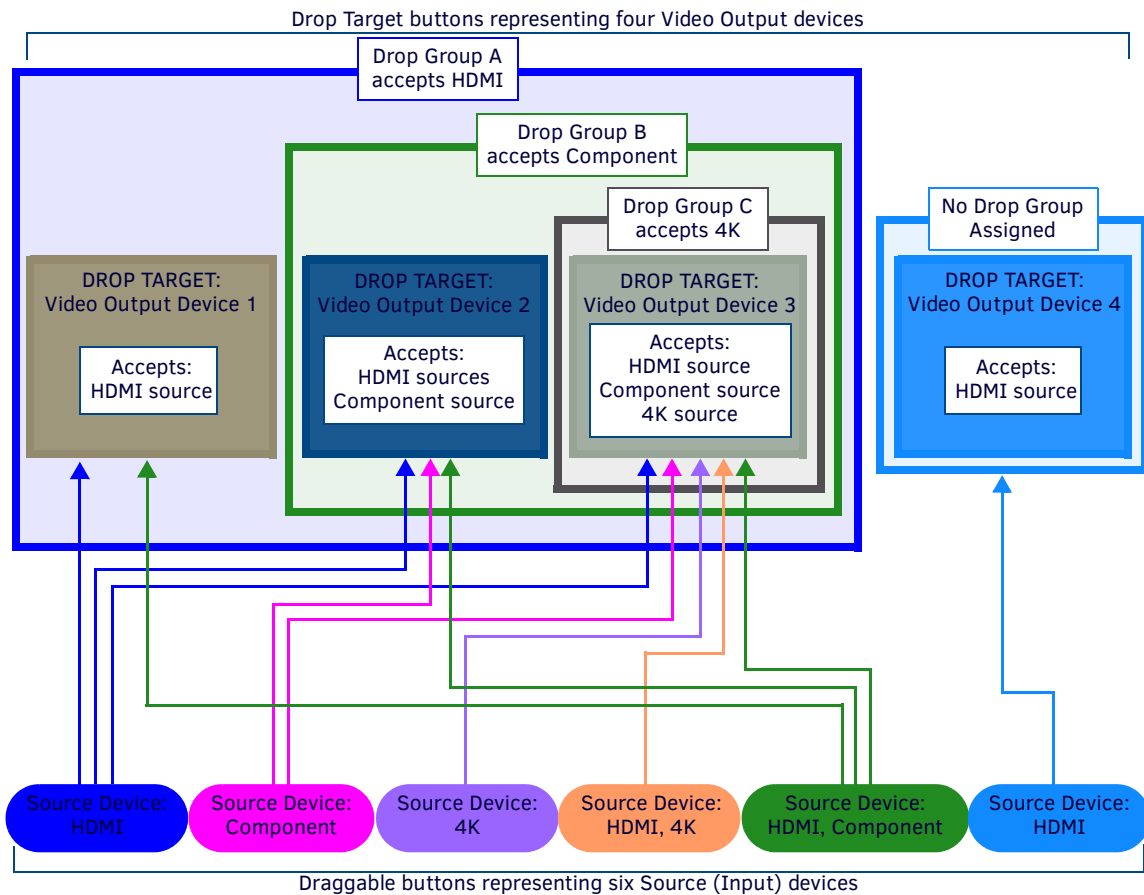 Drop Target buttons representing four Video Output devices
Drop Group A
accepts HDMI
Drop Group B
accepts Component
Drop Group C
accepts 4K
No Drop Group
Assigned
DROP TARGET:
Video Output Device 1
Accepts:
HDMI source
DROP TARGET:
Video Output Device 2
Accepts:
HDMI sources
Component source
DROP TARGET:
Video Output Device 3
Accepts:
HDMI source
Component source
4K source
DROP TARGET:
Video Output Device 4
Accepts:
HDMI source
Source Device:
HDMI
Source Device:
Component
Source Device:
4K
Source Device:
HDMI, 4K
Source Device:
HDMI, Component
Source Device:
HDMI
Draggable buttons representing six Source (Input) devices